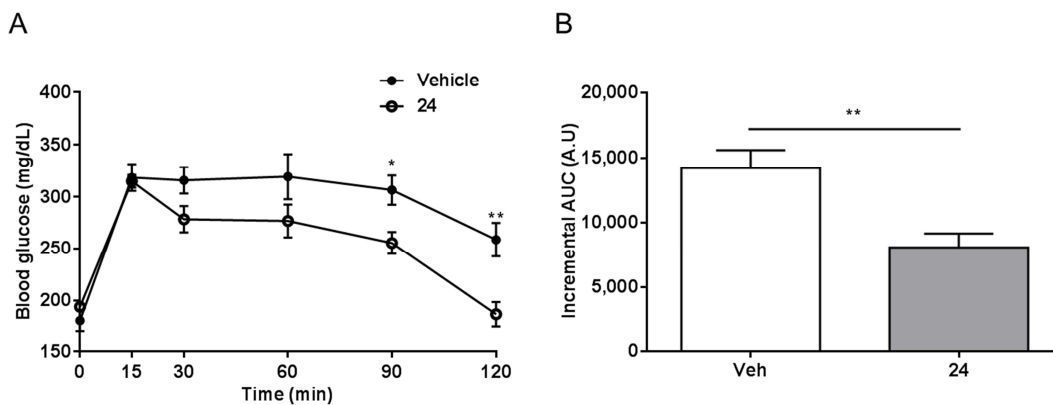 A
Vehicle
24
Blood glucose (mg/dL)
400
350
300
250
200
150
*
**
0 15 30 60 90 120
Time (min)
B
Incremental AUC (A.U)
20,000
15,000
10,000
5,000
0
**
Veh 24